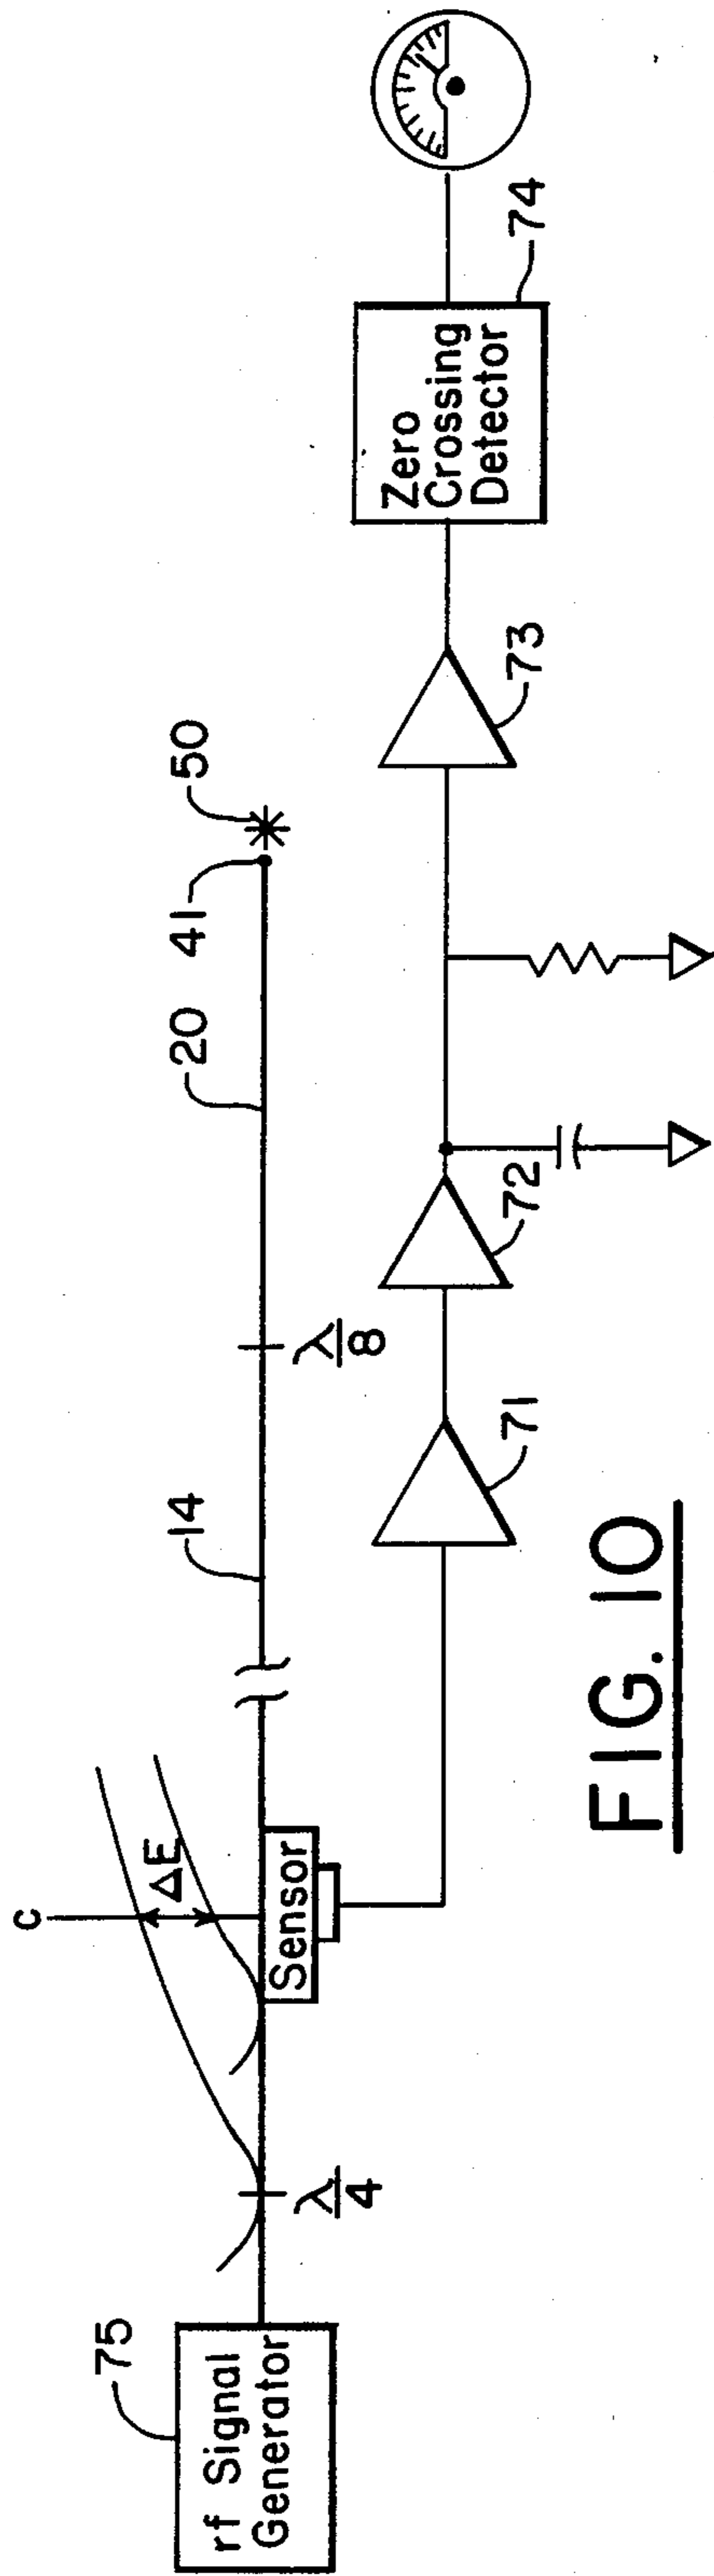 75
rf Signal
Generator
λ/4
c
ΔE
Sensor
14
λ/8
20
41
50
71
72
73
Zero
Crossing
Detector
74
FIG. 10